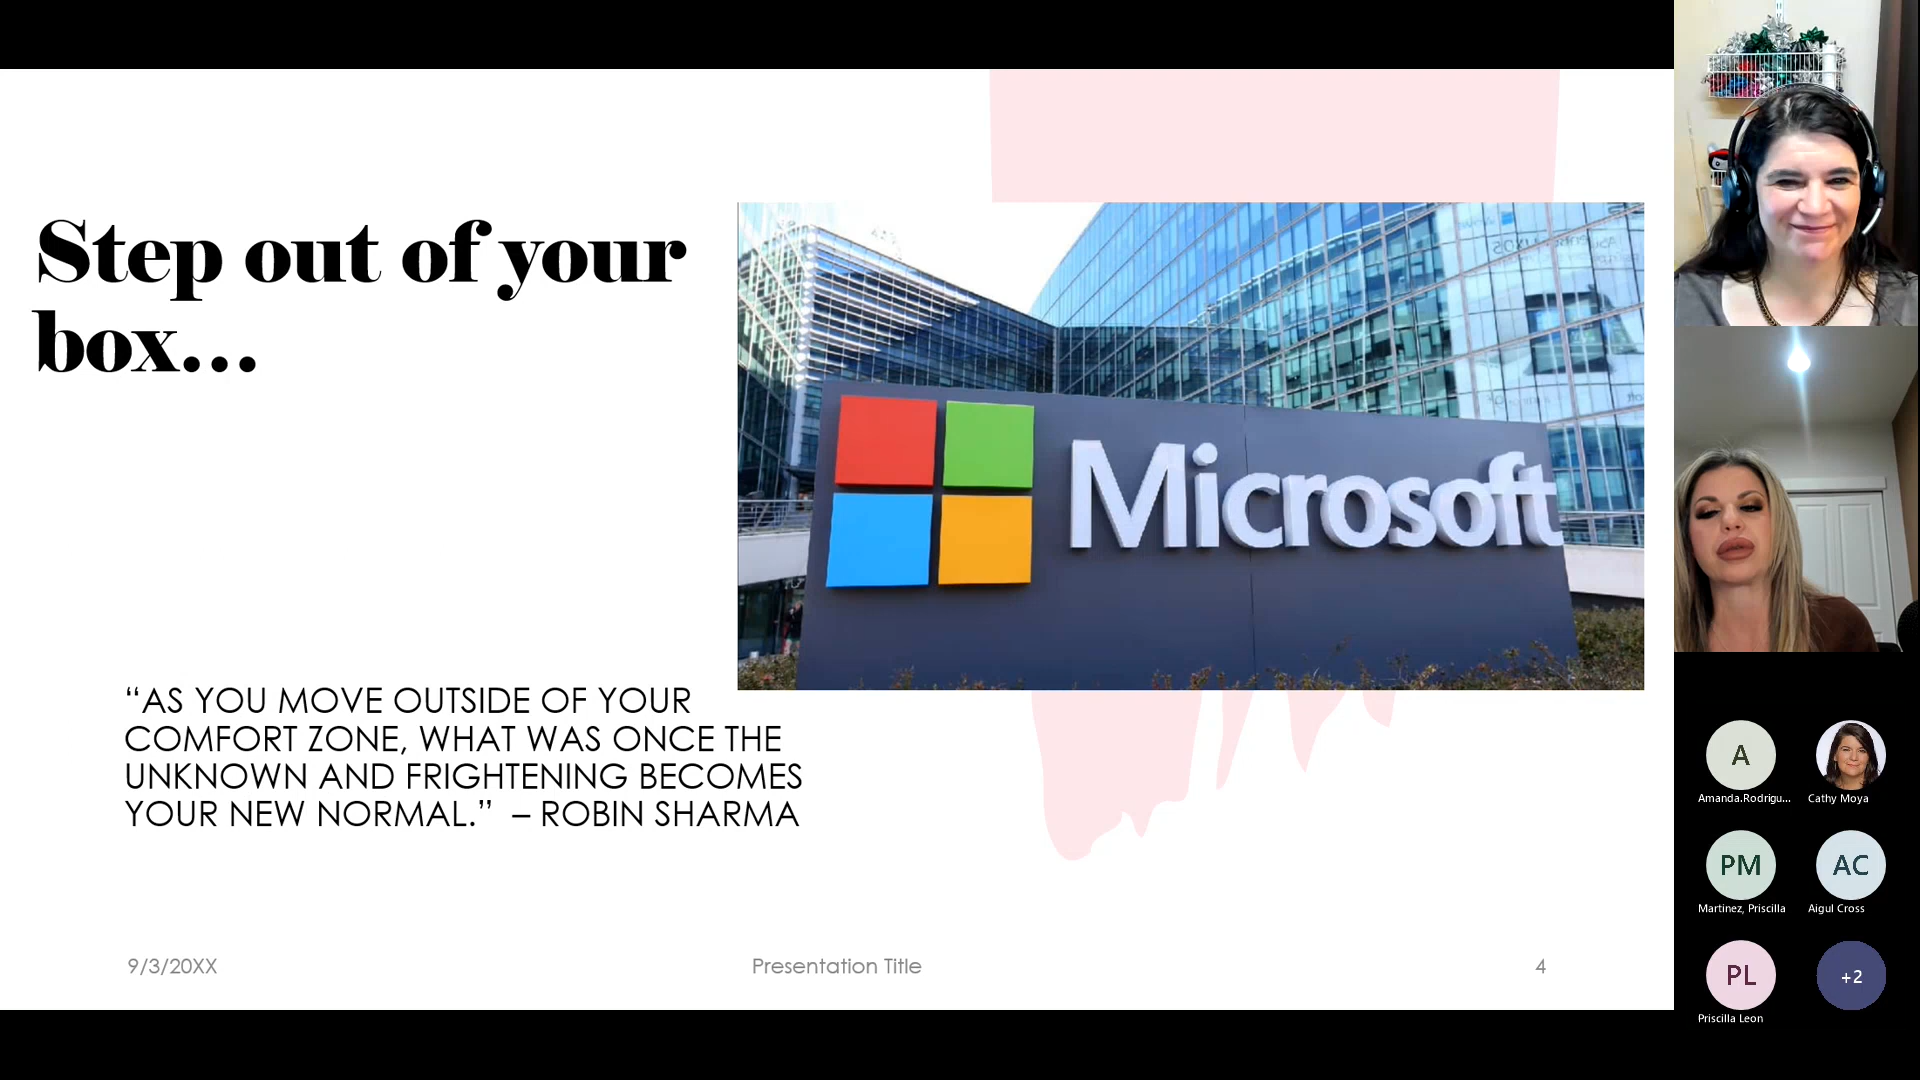 Step out of your
box...
Microsoft
“AS YOU MOVE OUTSIDE OF YOUR
COMFORT ZONE, WHAT WAS ONCE THE
UNKNOWN AND FRIGHTENING BECOMES
YOUR NEW NORMAL.” – ROBIN SHARMA
9/3/20XX
Presentation Title
4
A
Amanda.Rodrigu...
Cathy Moya
PM
Martinez, Priscilla
AC
Aigul Cross
PL
Priscilla Leon
+2